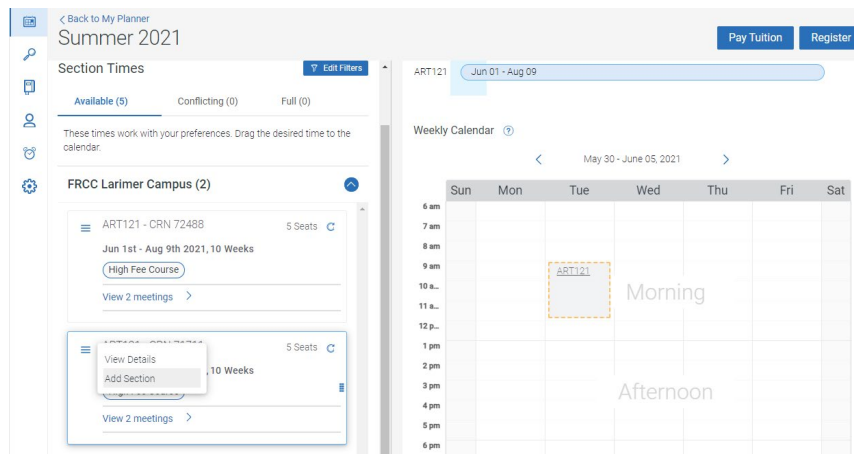 < Back to My Planner
Summer 2021
Pay Tuition
Register
Section Times
Edit Filters
Available (5)
Conflicting (0)
Full (0)
These times work with your preferences. Drag the desired time to the
calendar.
FRCC Larimer Campus (2)
ART121 - CRN 72488
5 Seats
Jun 1st - Aug 9th 2021, 10 Weeks
High Fee Course
View 2 meetings >
5 Seats
View Details
, 10 Weeks
Add Section
View 2 meetings >
ART121
Jun 01 - Aug 09
Weekly Calendar ?
< May 30 - June 05, 2021 >
Sun Mon Tue Wed Thu Fri Sat
6 am
7 am
8 am
9 am
ART121
10 a...
Morning
11 a...
12 p...
1 pm
2 pm
3 pm
Afternoon
4 pm
5 pm
6 pm